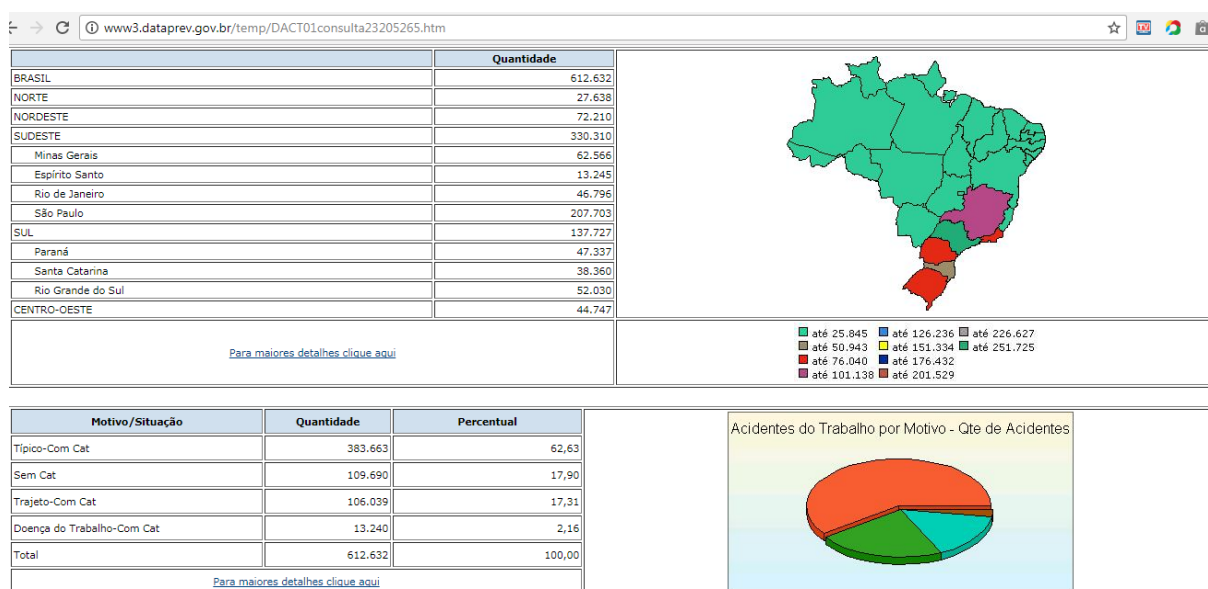 www3.dataprev.gov.br/temp/DACT01consulta23205265.htm
Quantidade
BRASIL 612.632
NORTE 27.638
NORDESTE 72.210
SUDESTE 330.310
Minas Gerais 62.566
Espírito Santo 13.245
Rio de Janeiro 46.796
São Paulo 207.703
SUL 137.727
Paraná 47.337
Santa Catarina 38.360
Rio Grande do Sul 52.030
CENTRO-OESTE 44.747
Para maiores detalhes clique aqui
até 25.845 até 126.236 até 226.627
até 50.943 até 151.334 até 251.725
até 76.040 até 176.432
até 101.138 até 201.529
Motivo/Situação Quantidade Percentual
Típico-Com Cat 383.663 62,63
Sem Cat 109.690 17,90
Trajeto-Com Cat 106.039 17,31
Doença do Trabalho-Com Cat 13.240 2,16
Total 612.632 100,00
Para maiores detalhes clique aqui
Acidentes do Trabalho por Motivo - Qte de Acidentes